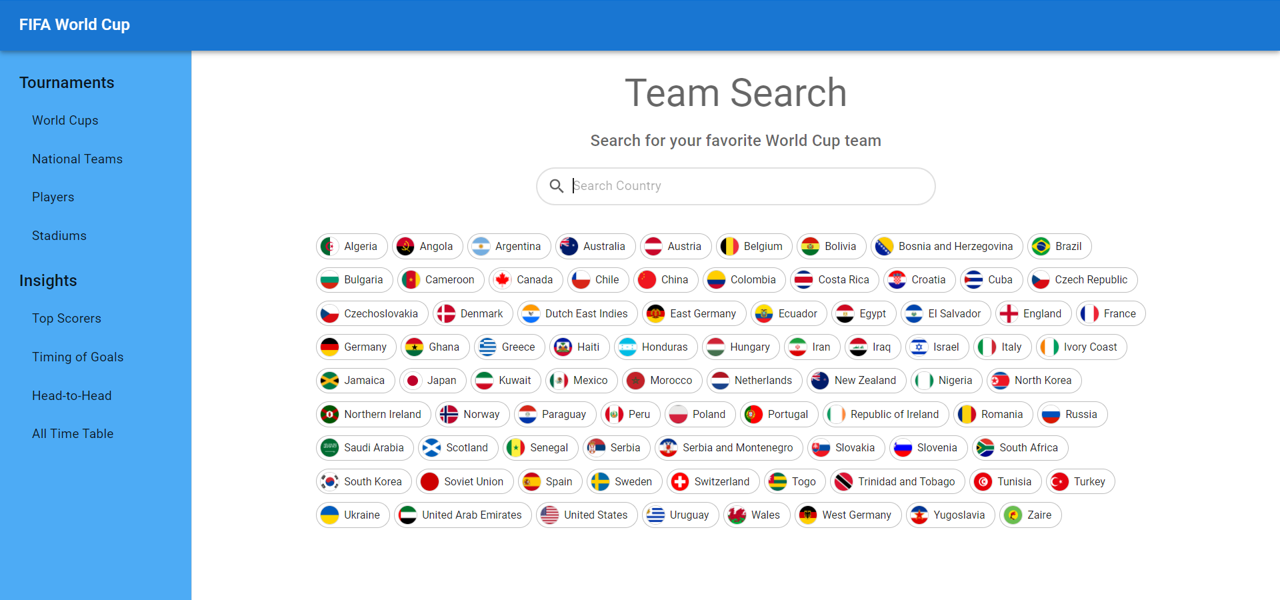 FIFA World Cup
Tournaments
World Cups
National Teams
Players
Stadiums
Insights
Top Scorers
Timing of Goals
Head-to-Head
All Time Table
Team Search
Search for your favorite World Cup team
Search Country
Algeria Angola Argentina Australia Austria Belgium Bolivia Bosnia and Herzegovina Brazil
Bulgaria Cameroon Canada Chile China Colombia Costa Rica Croatia Cuba Czech Republic
Czechoslovakia Denmark Dutch East Indies East Germany Ecuador Egypt El Salvador England France
Germany Ghana Greece Haiti Honduras Hungary Iran Iraq Israel Italy Ivory Coast
Jamaica Japan Kuwait Mexico Morocco Netherlands New Zealand Nigeria North Korea
Northern Ireland Norway Paraguay Peru Poland Portugal Republic of Ireland Romania Russia
Saudi Arabia Scotland Senegal Serbia Serbia and Montenegro Slovakia Slovenia South Africa
South Korea Soviet Union Spain Sweden Switzerland Togo Trinidad and Tobago Tunisia Turkey
Ukraine United Arab Emirates United States Uruguay Wales West Germany Yugoslavia Zaire